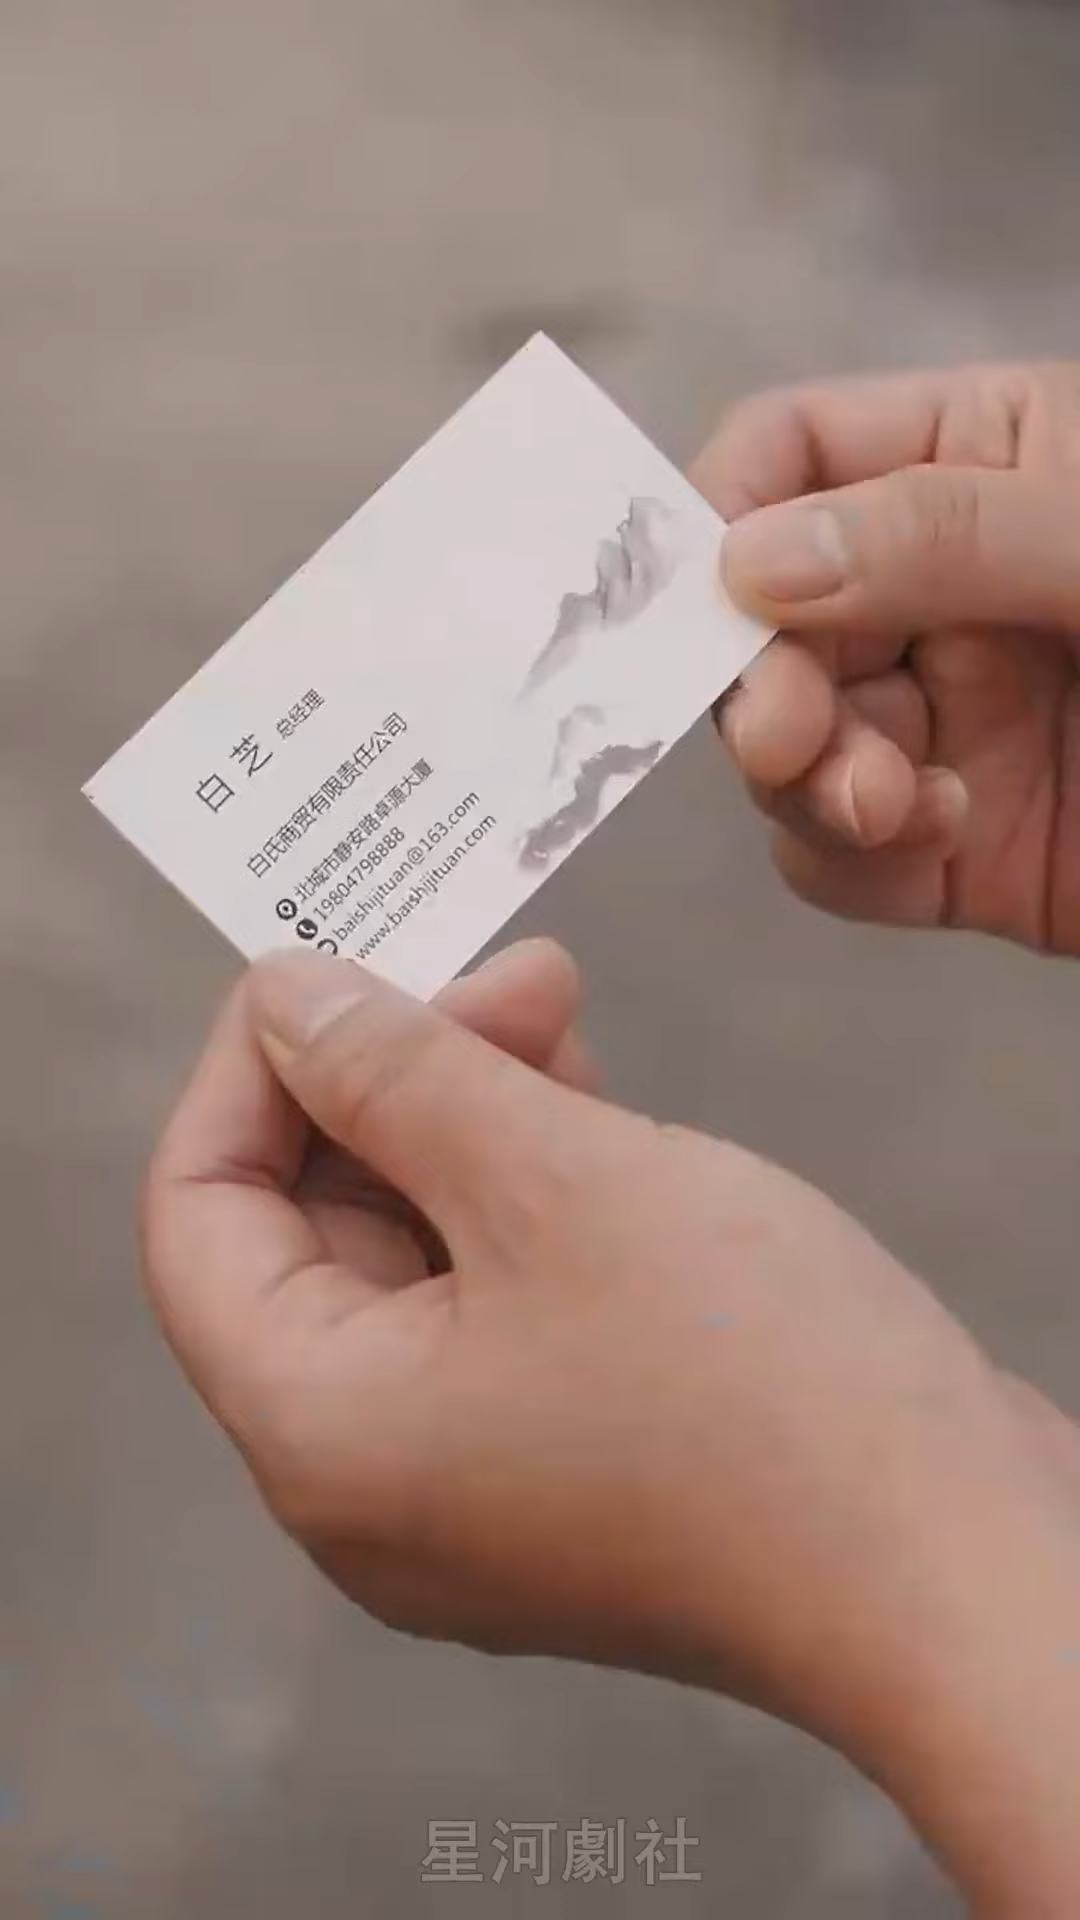 白芝 总经理
白氏商贸有限责任公司
北城市静安路卓源大厦
19804798888
baishijituan@163.com
www.baishijituan.com
星河劇社